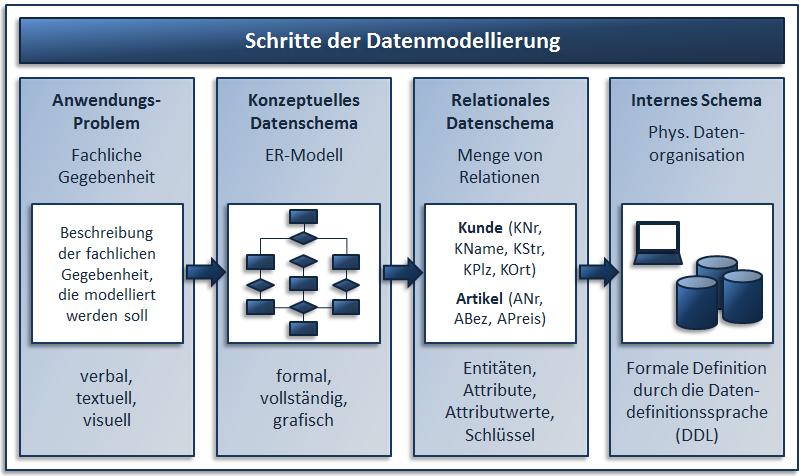 Schritte der Datenmodellierung
Anwendungs-
Problem
Fachliche
Gegebenheit
Beschreibung
der fachlichen
Gegebenheit,
die modelliert
werden soll
verbal,
textuell,
visuell
Konzeptuelles
Datenschema
ER-Modell
formal,
vollständig,
grafisch
Relationales
Datenschema
Menge von
Relationen
Kunde (KNr,
KName, KStr,
KPlz, KOrt)
Artikel (ANr,
ABez, APreis)
Entitäten,
Attribute,
Attributwerte,
Schlüssel
Internes Schema
Phys. Daten-
organisation
Formale Definition
durch die Daten-
definitionssprache
(DDL)